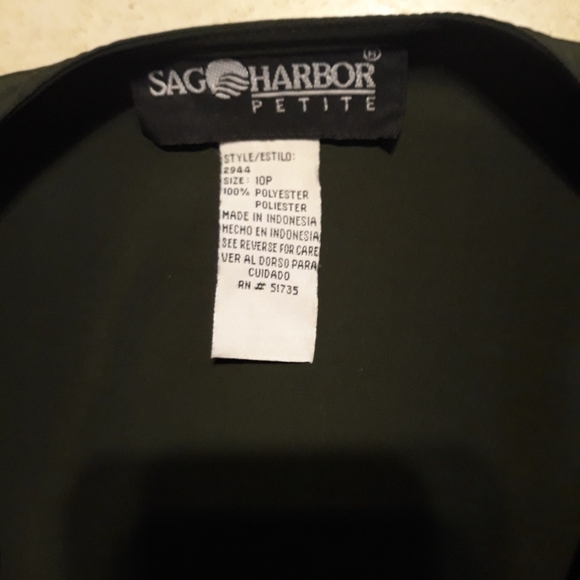 SAG HARBOR®
PETITE
STYLE/ESTILO:
2944
SIZE: 10P
100% POLYESTER
POLIESTER
MADE IN INDONESIA
HECHO EN INDONESIA
SEE REVERSE FOR CARE
VER AL DORSO PARA
CUIDADO
RN # 51735